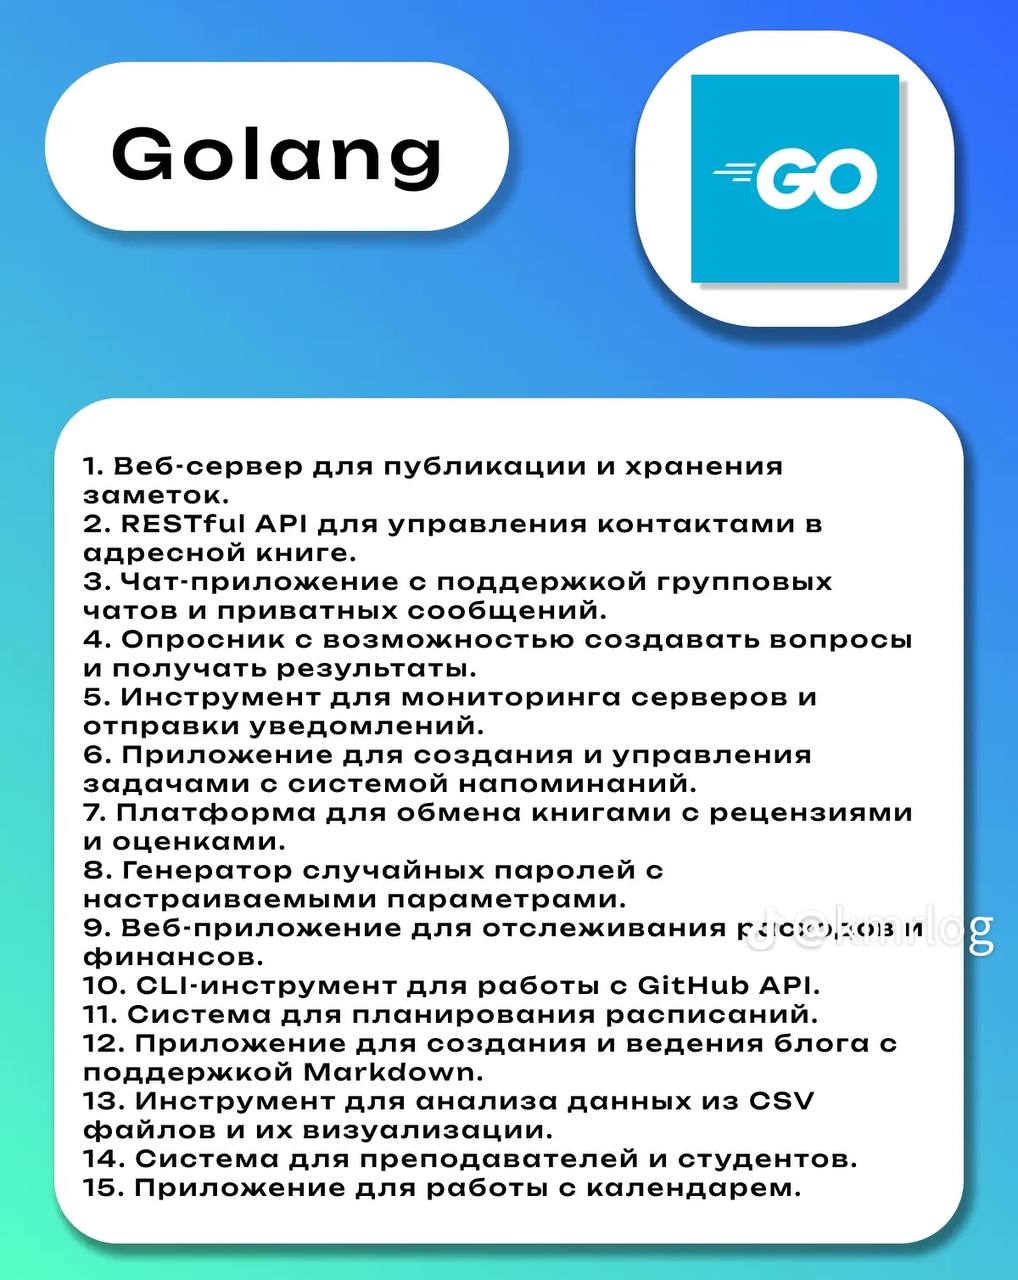 Golang
GO
1. Веб-сервер для публикации и хранения
заметок.
2. RESTful API для управления контактами в
адресной книге.
3. Чат-приложение с поддержкой групповых
чатов и приватных сообщений.
4. Опросник с возможностью создавать вопросы
и получать результаты.
5. Инструмент для мониторинга серверов и
отправки уведомлений.
6. Приложение для создания и управления
задачами с системой напоминаний.
7. Платформа для обмена книгами с рецензиями
и оценками.
8. Генератор случайных паролей с
настраиваемыми параметрами.
9. Веб-приложение для отслеживания расходов и
финансов.
@kmrlog
10. CLI-инструмент для работы с GitHub API.
11. Система для планирования расписаний.
12. Приложение для создания и ведения блога с
поддержкой Markdown.
13. Инструмент для анализа данных из CSV
файлов и их визуализации.
14. Система для преподавателей и студентов.
15. Приложение для работы с календарем.